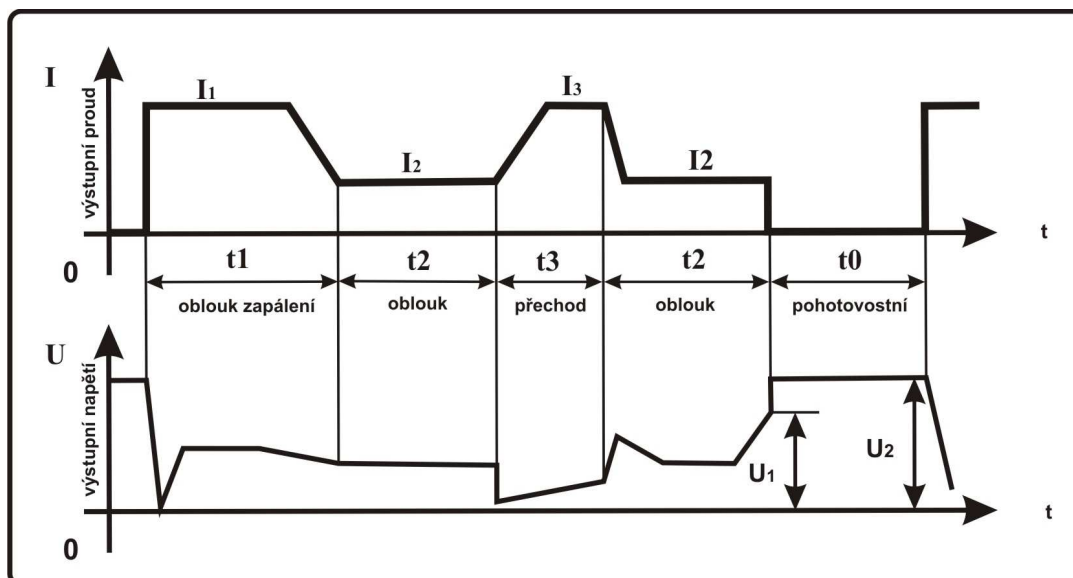 I
výstupní proud
I1
I2
I3
I2
t
0
t1
t2
t3
t2
t0
oblouk zapálení
oblouk
přechod
oblouk
pohotovostní
U
výstupní napětí
U1
U2
t
0